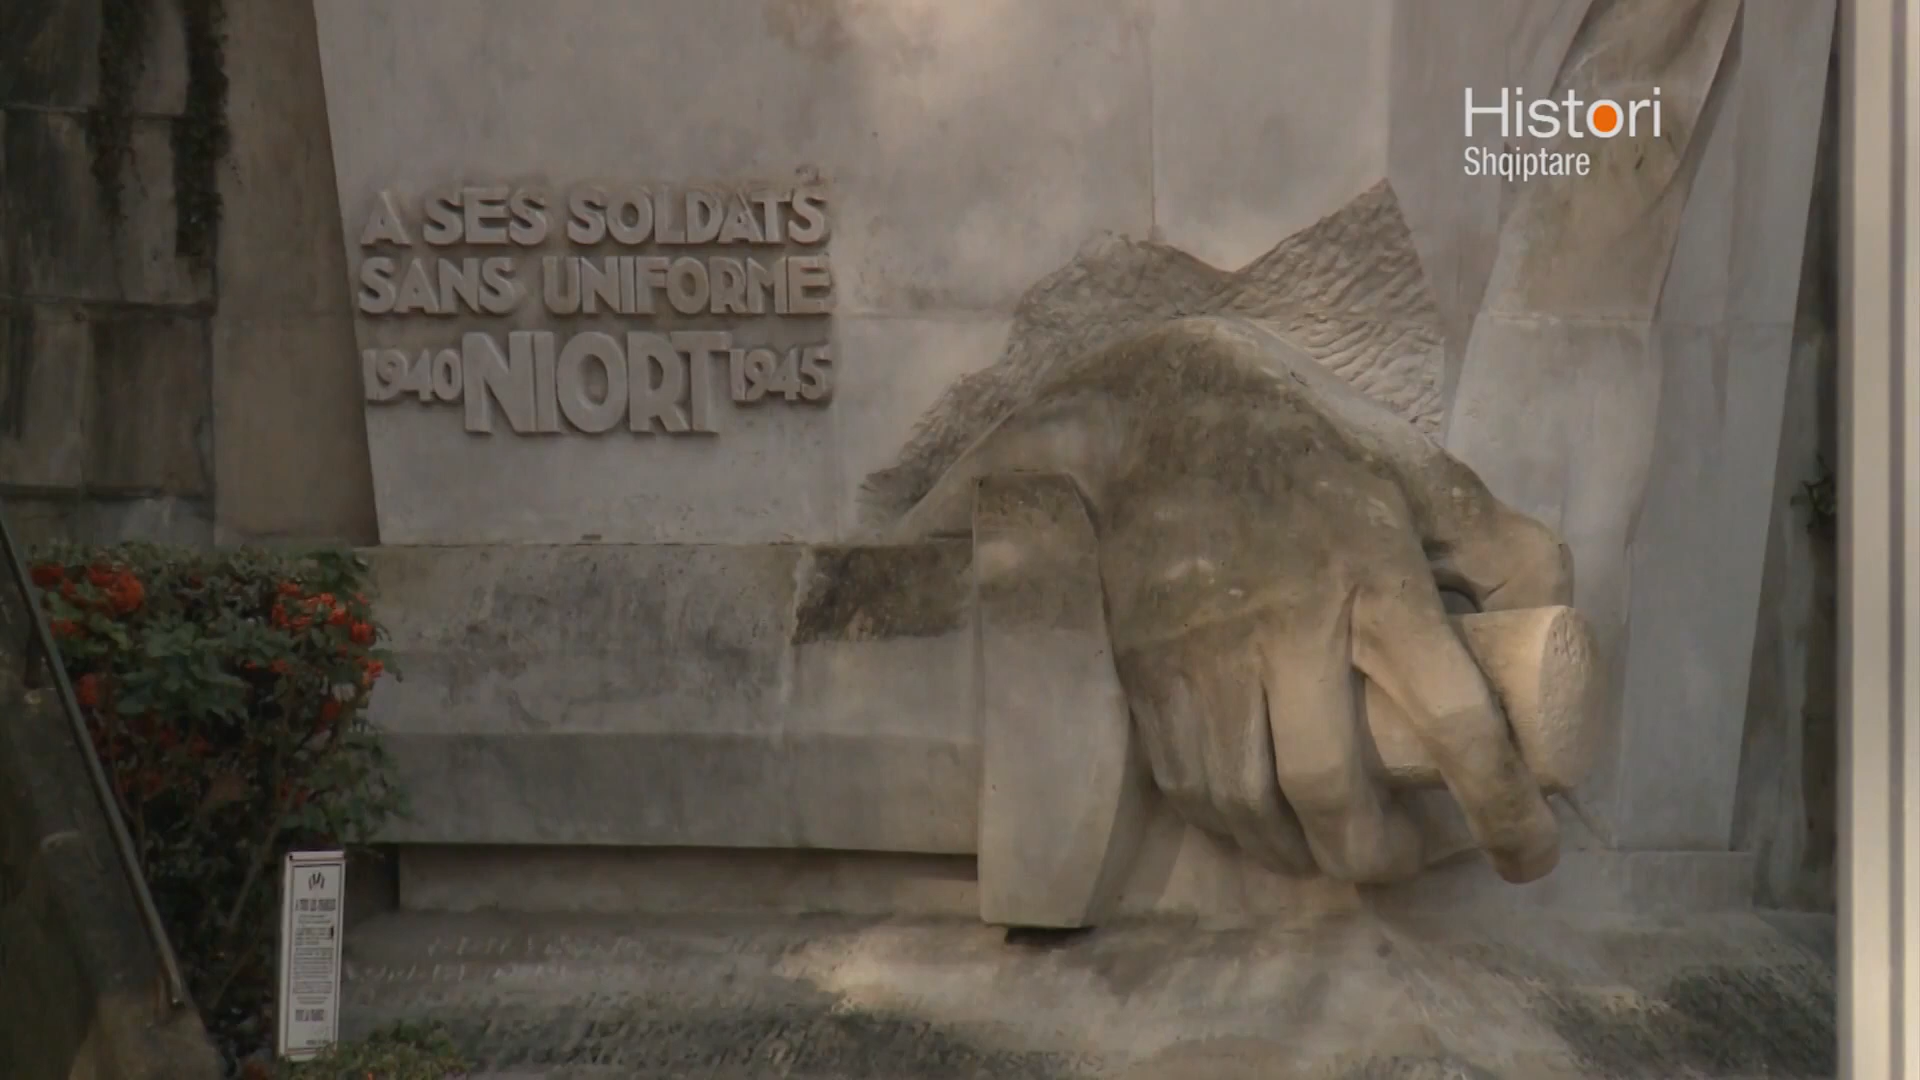 Histori
Shqiptare
A SES SOLDATS
SANS UNIFORME
1940 NIORT 1945